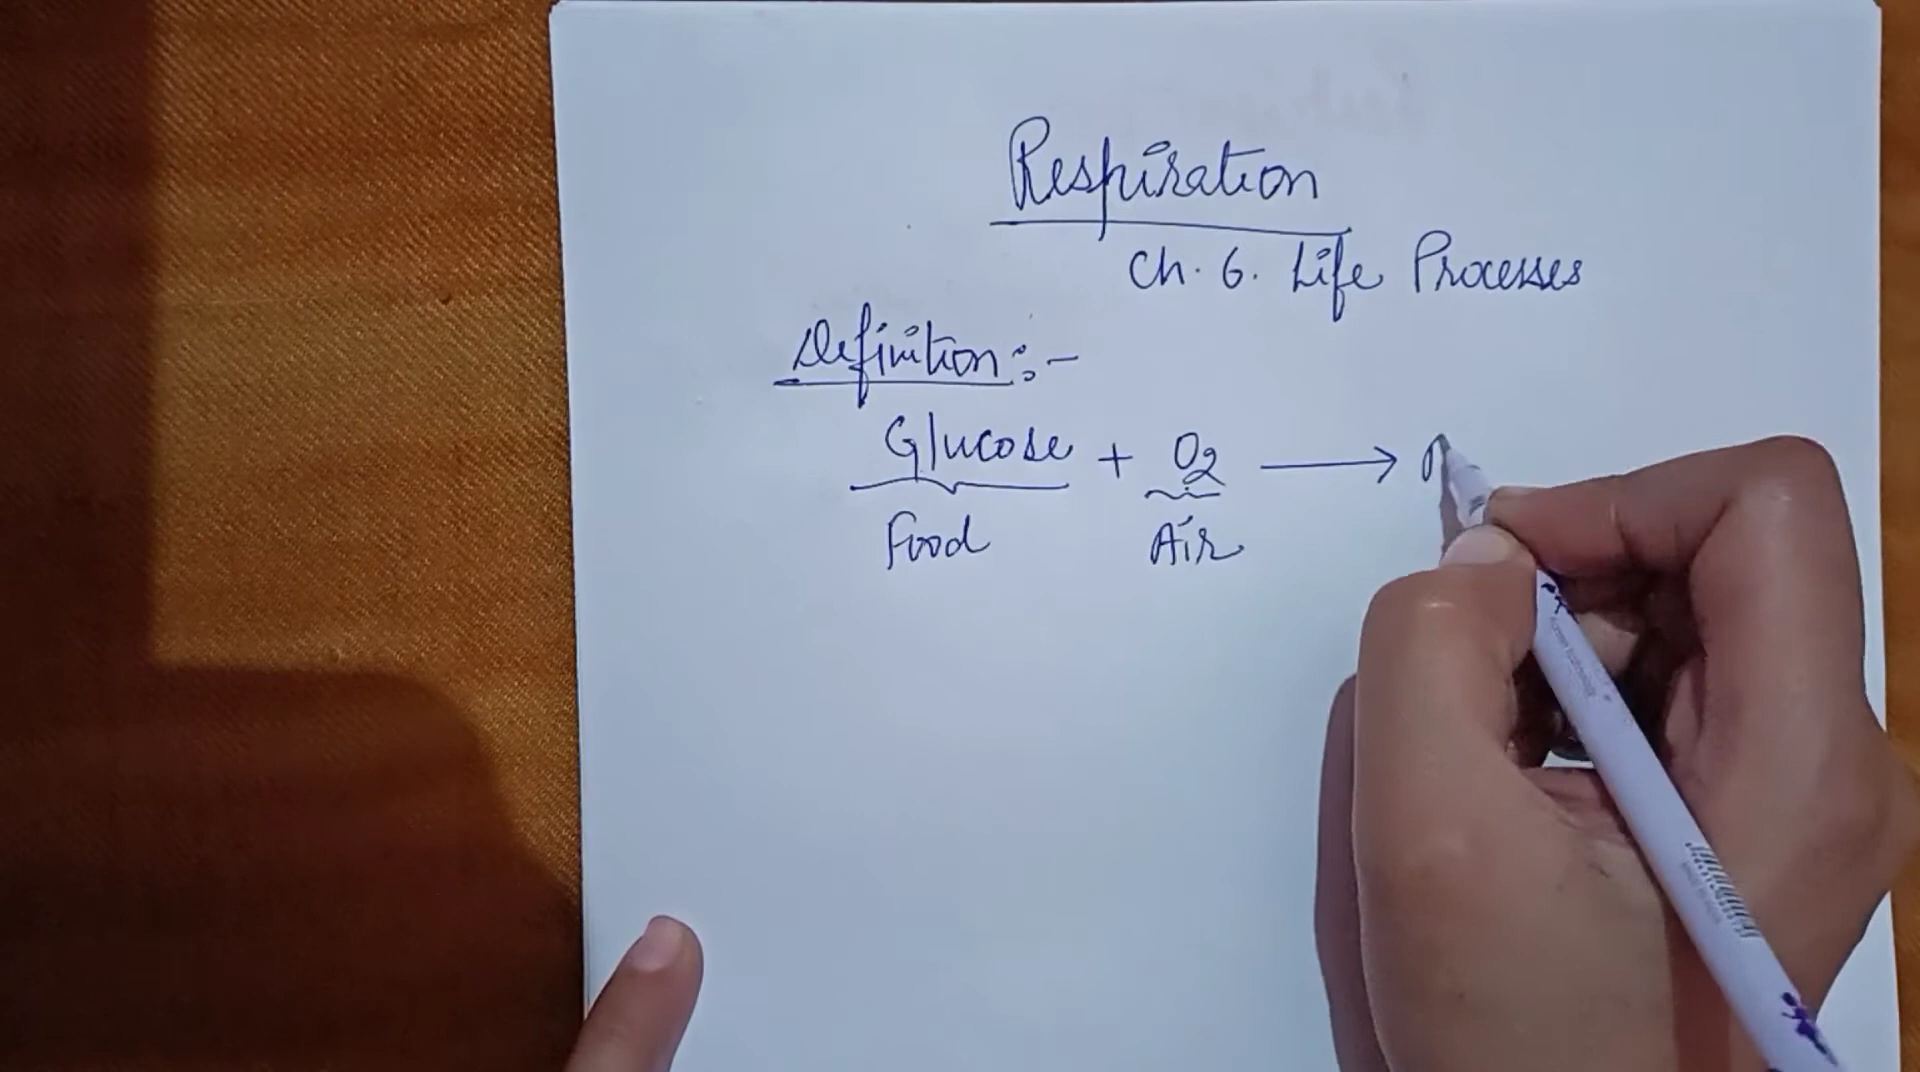 Respiration
Ch. 6. Life Processes
Definition :-
Glucose + O2 →
Food Air